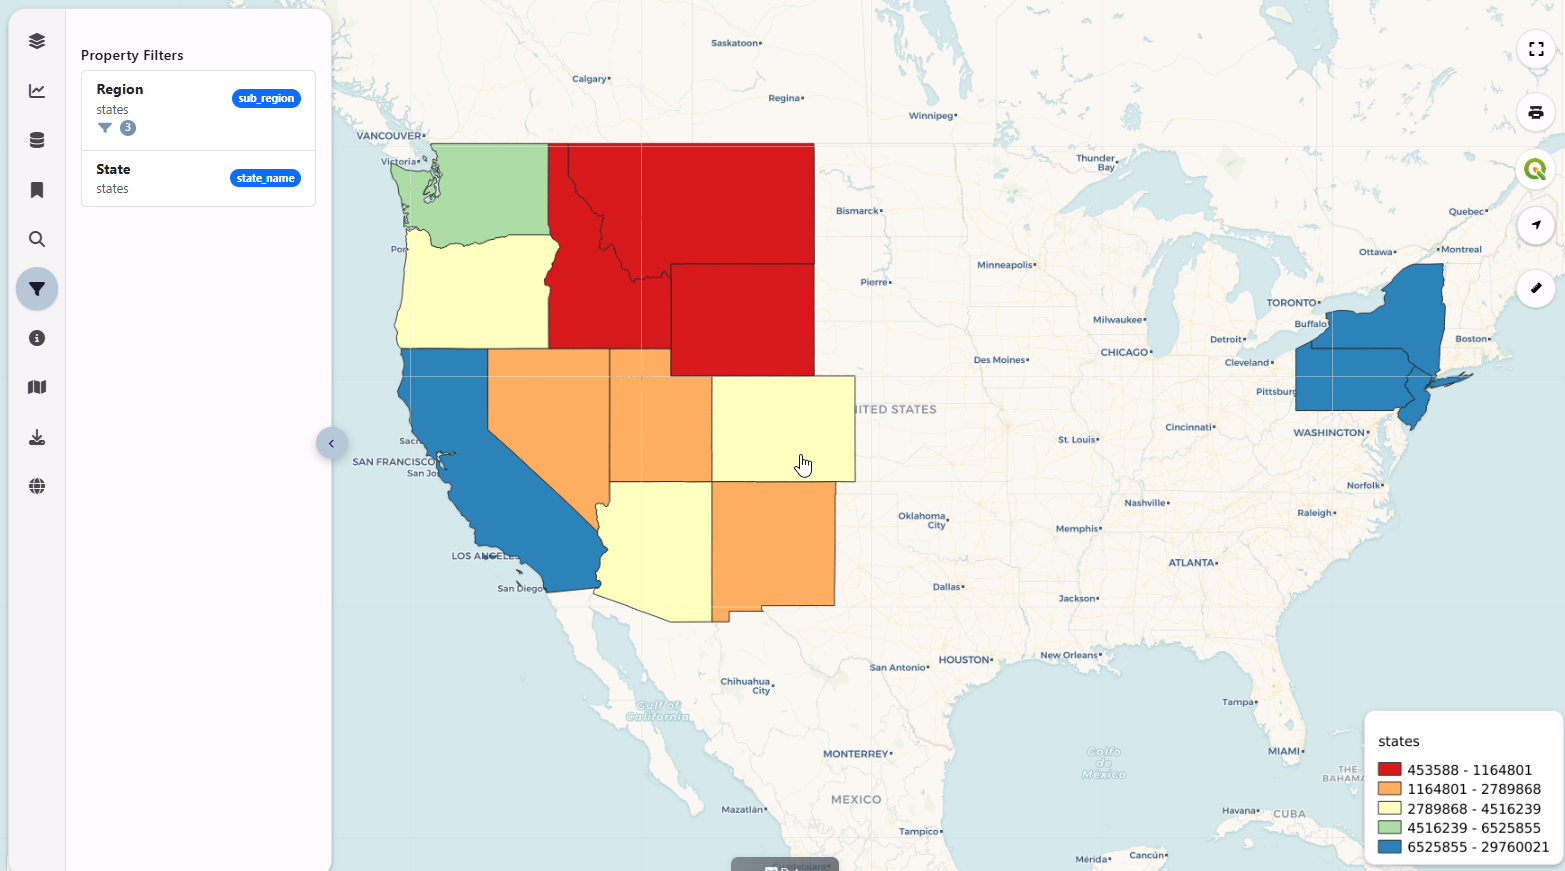 Property Filters
Region
states
sub_region
3
State
states
state_name
Saskatoon
Calgary
Regina
Winnipeg
VANCOUVER
Victoria
Thunder
Bay
Bismarck
Quebec
Montreal
Ottawa
Por
Minneapolis
Pierre
TORONTO
Buffalo
Milwaukee
Detroit
Boston
CHICAGO
Des Moines
Cleveland
Pittsburg
ITED STATES
Cincinnati
WASHINGTON
St. Louis
Sacr
SAN FRANCISCO
San Jo
Norfolk
Nashville
Raleigh
Oklahoma
City
Memphis
LOS ANGELES
ATLANTA
San Diego
Dallas
Jackson
New Orleans
HOUSTON
San Antonio
Chihuahua
City
Gulf of
California
Tampa
MONTERREY
Golfo
de
México
MIAMI
THE
BAHAMA
MEXICO
Mazatlán
Havana
CUBA
Tampico
Mérida
Cancún
Guadalajara
states
453588 - 1164801
1164801 - 2789868
2789868 - 4516239
4516239 - 6525855
6525855 - 29760021